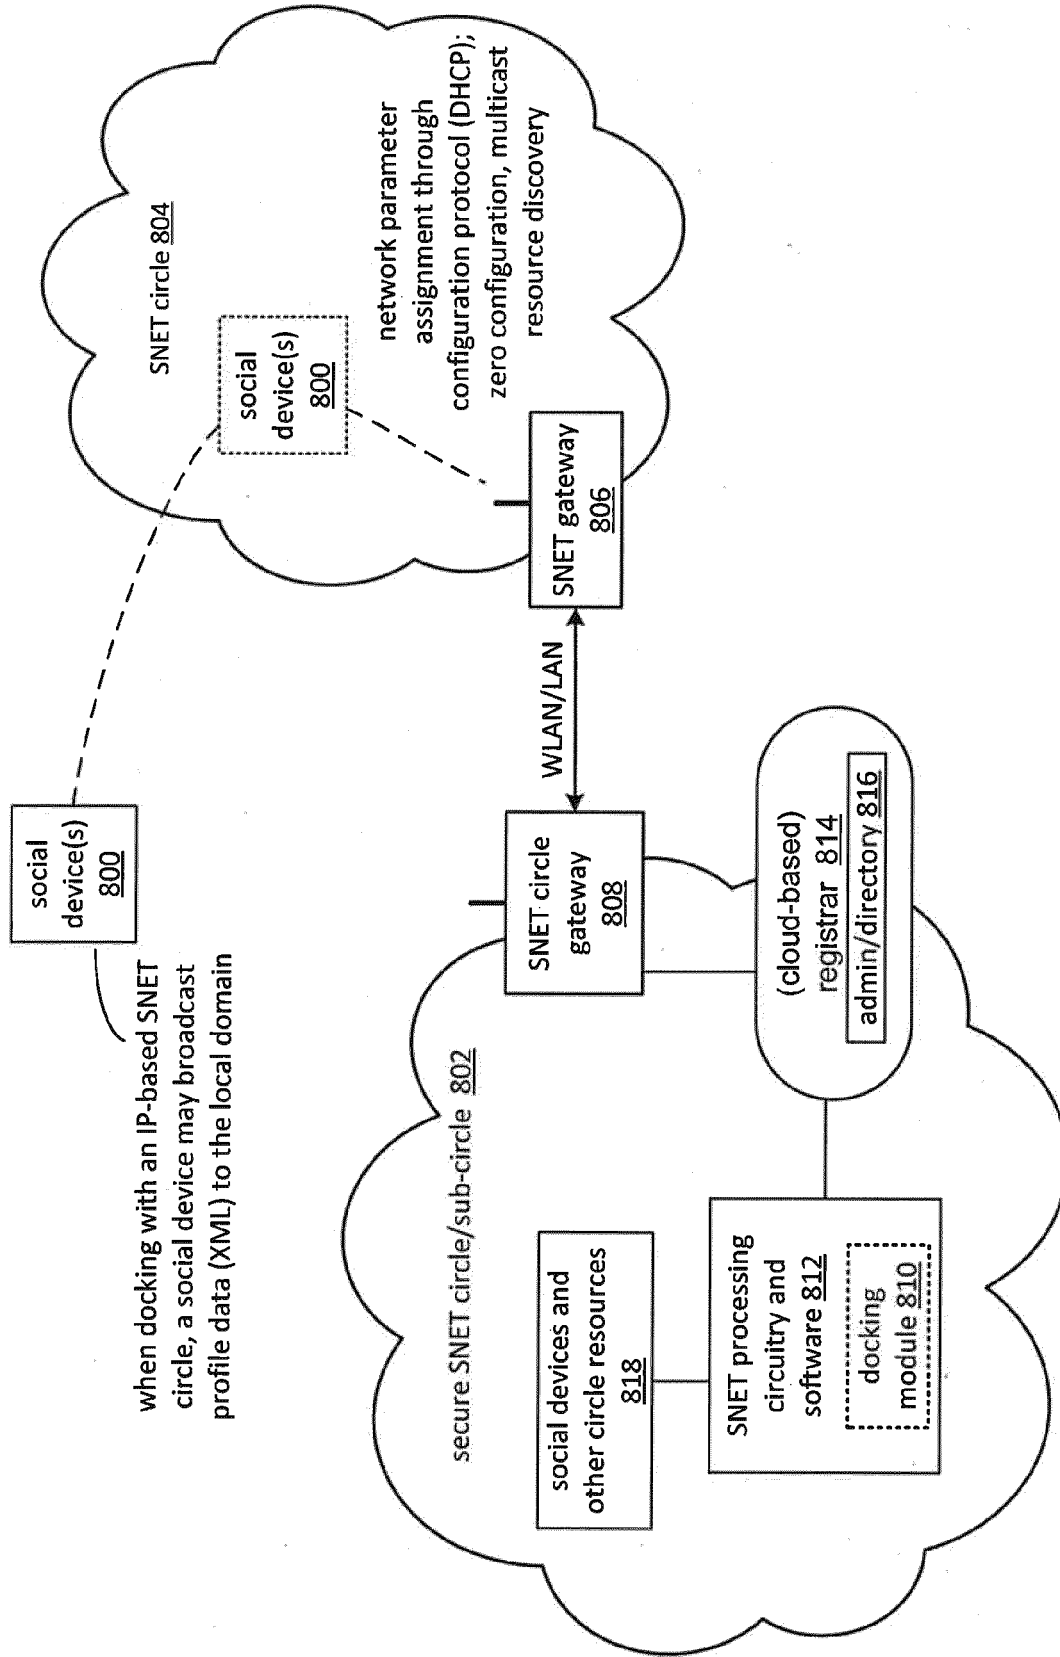 social
device(s)
800
when docking with an IP-based SNET
circle, a social device may broadcast
profile data (XML) to the local domain
SNET circle 804
social
device(s)
800
network parameter
assignment through
configuration protocol (DHCP);
zero configuration, multicast
resource discovery
SNET gateway
806
WLAN/LAN
SNET circle
gateway
808
secure SNET circle/sub-circle 802
(cloud-based)
registrar 814
admin/directory 816
social devices and
other circle resources
818
SNET processing
circuitry and
software 812
docking
module 810